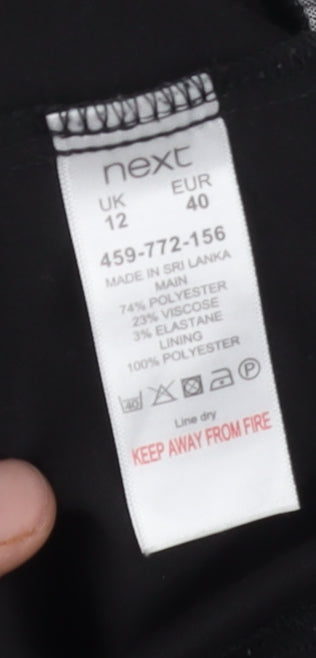 next
UK EUR
12 40
459-772-156
MADE IN SRI LANKA
MAIN
74% POLYESTER
23% VISCOSE
3% ELASTANE
LINING
100% POLYESTER
40 P
Line dry
KEEP AWAY FROM FIRE